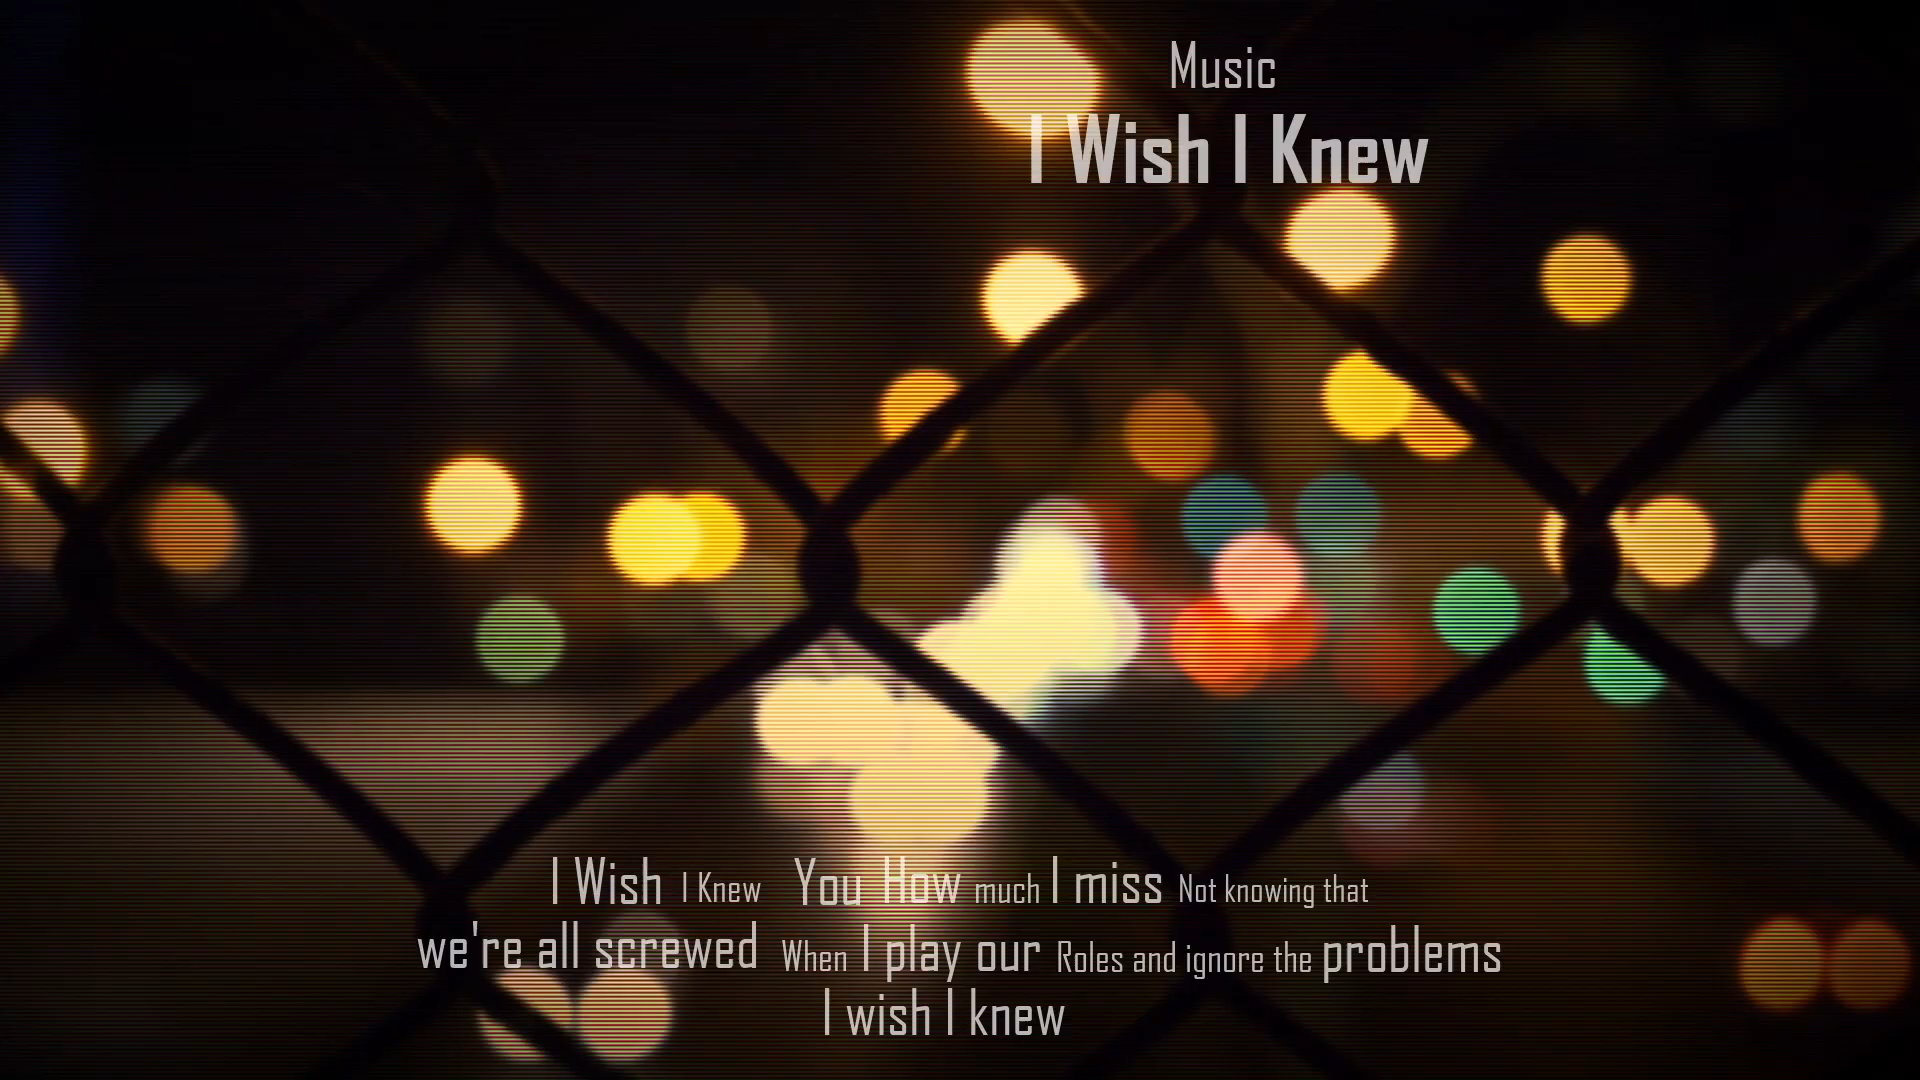 Music
I Wish I Knew
I Wish I Knew You How much I miss Not knowing that
we're all screwed When I play our Roles and ignore the problems
I wish I knew